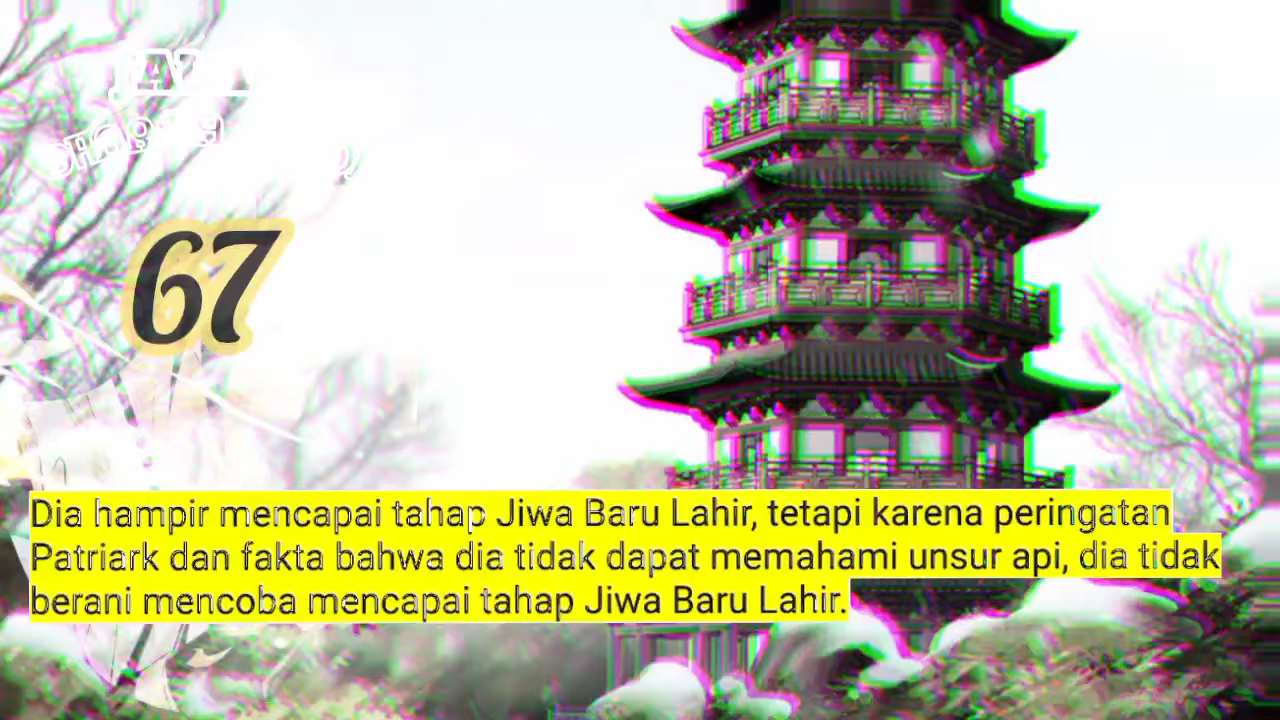 67
Dia hampir mencapai tahap Jiwa Baru Lahir, tetapi karena peringatan
Patriark dan fakta bahwa dia tidak dapat memahami unsur api, dia tidak
berani mencoba mencapai tahap Jiwa Baru Lahir.